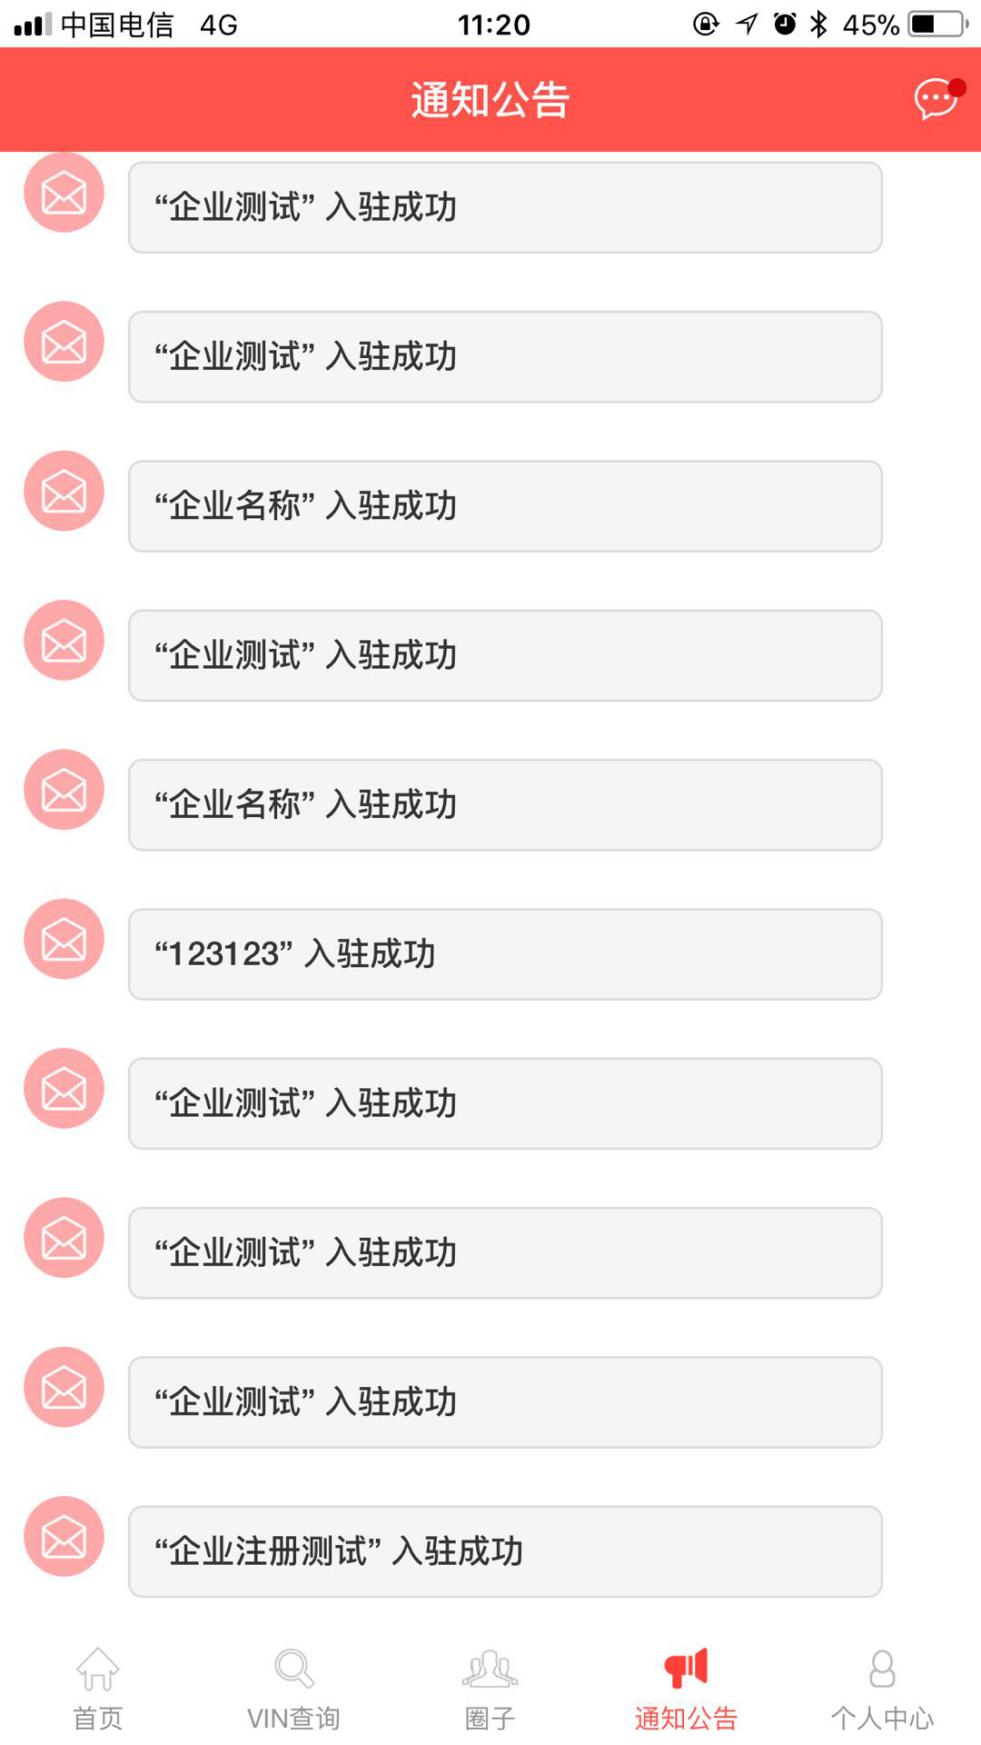 中国电信 4G 11:20 45%
通知公告
“企业测试” 入驻成功
“企业测试” 入驻成功
“企业名称” 入驻成功
“企业测试” 入驻成功
“企业名称” 入驻成功
“123123” 入驻成功
“企业测试” 入驻成功
“企业测试” 入驻成功
“企业测试” 入驻成功
“企业注册测试” 入驻成功
首页 VIN查询 圈子 通知公告 个人中心